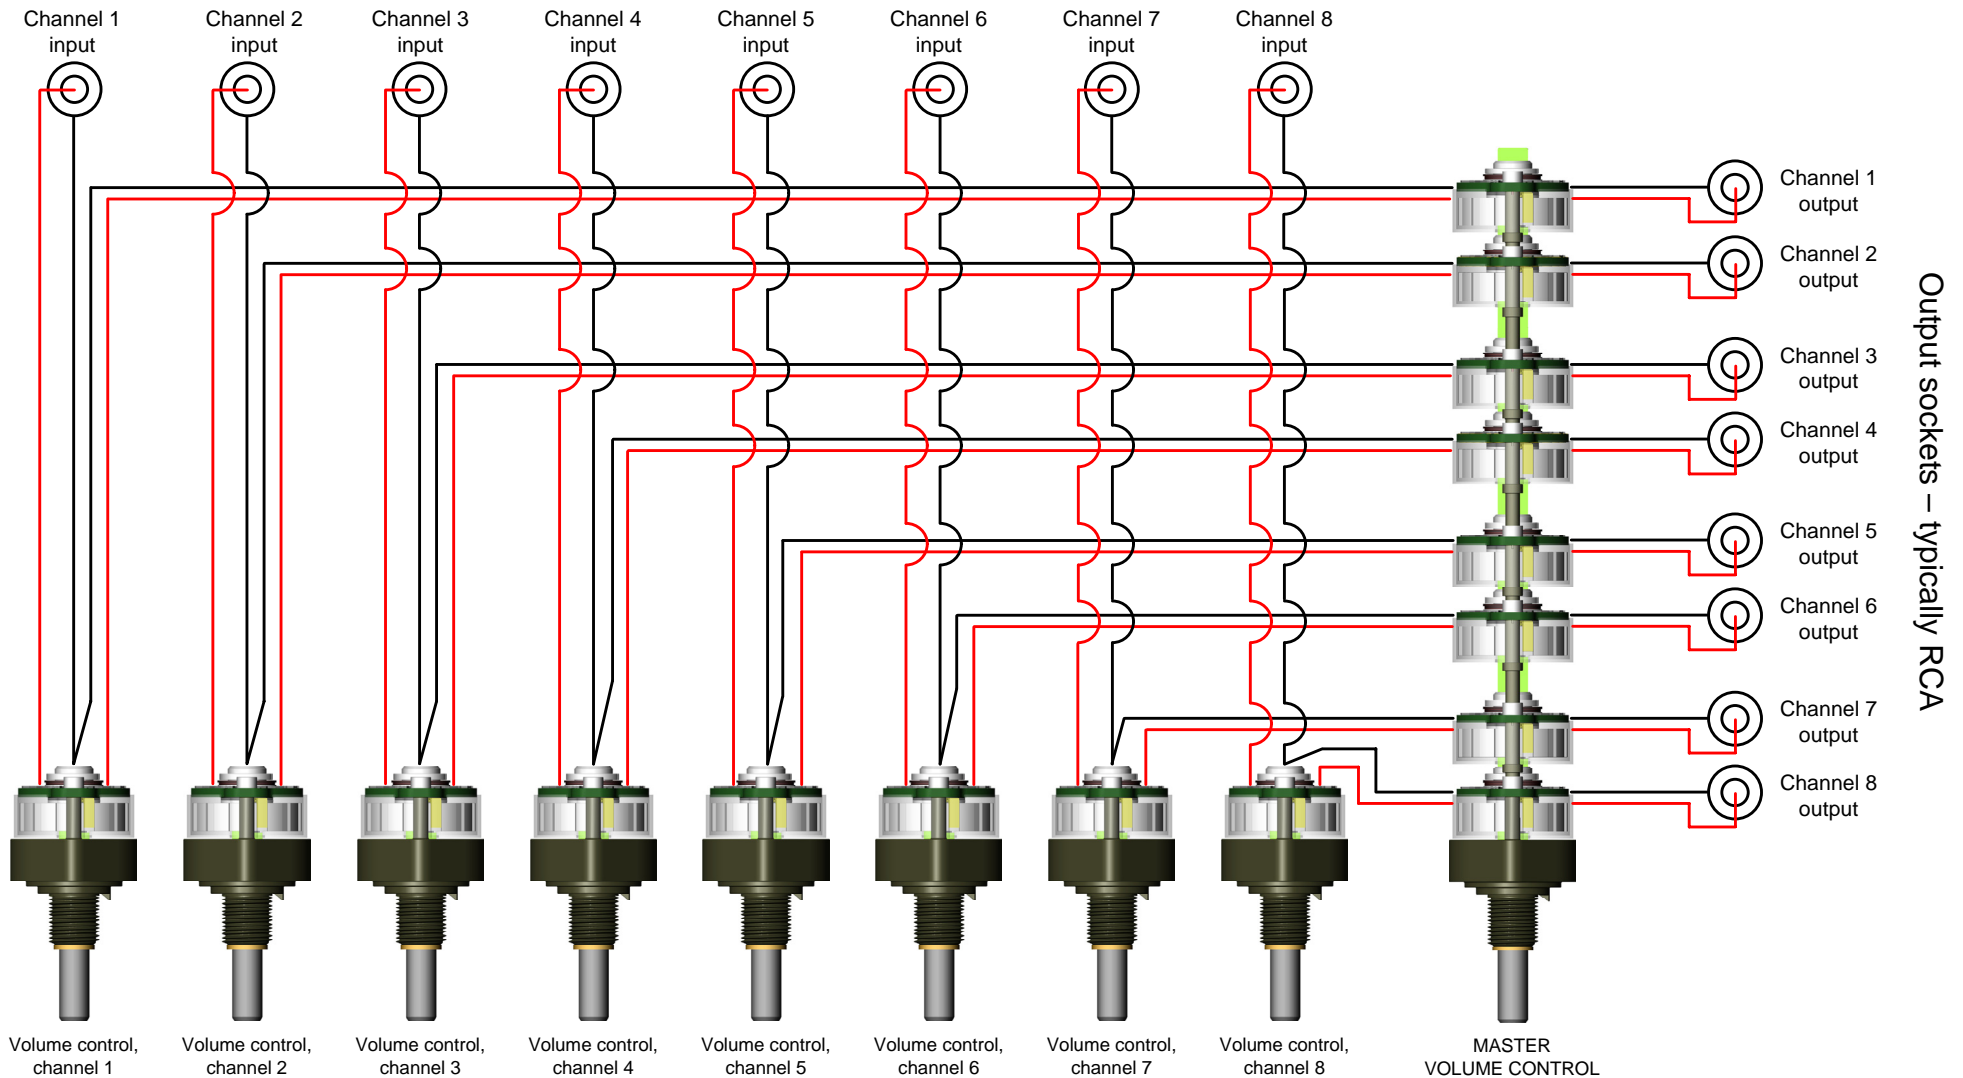 Channel 1
input
Channel 2
input
Channel 3
input
Channel 4
input
Channel 5
input
Channel 6
input
Channel 7
input
Channel 8
input
Channel 1
output
Channel 2
output
Channel 3
output
Channel 4
output
Channel 5
output
Channel 6
output
Channel 7
output
Channel 8
output
Output sockets – typically RCA
Volume control,
channel 1
Volume control,
channel 2
Volume control,
channel 3
Volume control,
channel 4
Volume control,
channel 5
Volume control,
channel 6
Volume control,
channel 7
Volume control,
channel 8
MASTER
VOLUME CONTROL